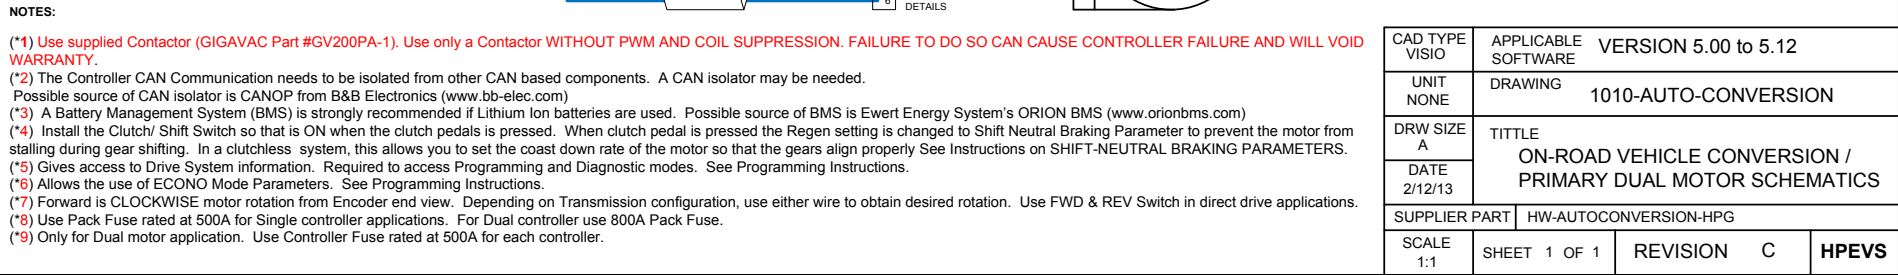 6
DETAILS
NOTES:
(*1) Use supplied Contactor (GIGAVAC Part #GV200PA-1). Use only a Contactor WITHOUT PWM AND COIL SUPPRESSION. FAILURE TO DO SO CAN CAUSE CONTROLLER FAILURE AND WILL VOID
WARRANTY.
(*2) The Controller CAN Communication needs to be isolated from other CAN based components. A CAN isolator may be needed.
Possible source of CAN isolator is CANOP from B&B Electronics (www.bb-elec.com)
(*3) A Battery Management System (BMS) is strongly recommended if Lithium Ion batteries are used. Possible source of BMS is Ewert Energy System's ORION BMS (www.orionbms.com)
(*4) Install the Clutch/ Shift Switch so that is ON when the clutch pedals is pressed. When clutch pedal is pressed the Regen setting is changed to Shift Neutral Braking Parameter to prevent the motor from
stalling during gear shifting. In a clutchless system, this allows you to set the coast down rate of the motor so that the gears align properly See Instructions on SHIFT-NEUTRAL BRAKING PARAMETERS.
(*5) Gives access to Drive System information. Required to access Programming and Diagnostic modes. See Programming Instructions.
(*6) Allows the use of ECONO Mode Parameters. See Programming Instructions.
(*7) Forward is CLOCKWISE motor rotation from Encoder end view. Depending on Transmission configuration, use either wire to obtain desired rotation. Use FWD & REV Switch in direct drive applications.
(*8) Use Pack Fuse rated at 500A for Single controller applications. For Dual controller use 800A Pack Fuse.
(*9) Only for Dual motor application. Use Controller Fuse rated at 500A for each controller.
CAD TYPE
VISIO
APPLICABLE
SOFTWARE
VERSION 5.00 to 5.12
UNIT
NONE
DRAWING
1010-AUTO-CONVERSION
DRW SIZE
A
TITTLE
ON-ROAD VEHICLE CONVERSION /
PRIMARY DUAL MOTOR SCHEMATICS
DATE
2/12/13
SUPPLIER PART
HW-AUTOCONVERSION-HPG
SCALE
1:1
SHEET 1 OF 1
REVISION C
HPEVS